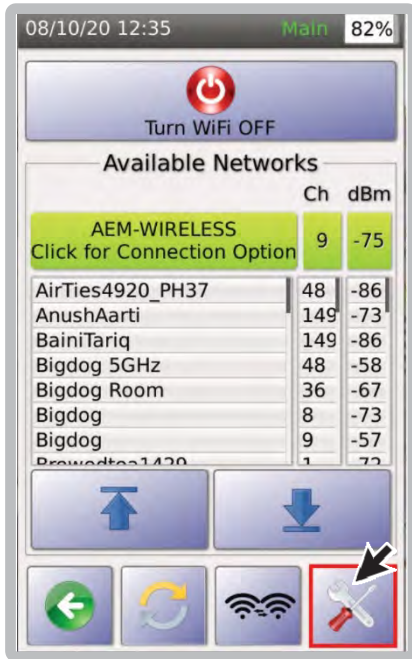 08/10/20 12:35 Main 82%
Turn WiFi OFF
Available Networks
Ch dBm
AEM-WIRELESS
Click for Connection Option 9 -75
AirTies4920_PH37 48 -86
AnushAarti 149 -73
BainiTariq 149 -86
Bigdog 5GHz 48 -58
Bigdog Room 36 -67
Bigdog 8 -73
Bigdog 9 -57